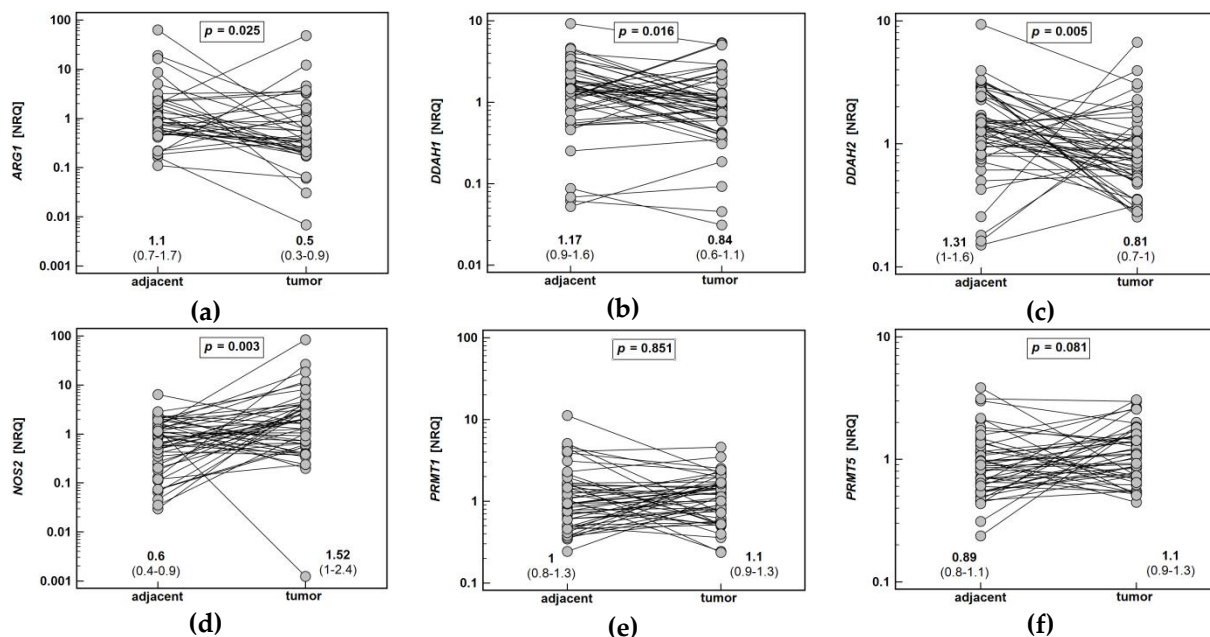 p = 0.025
ARG1 [NRQ]
100
10
1
0.1
0.01
0.001
1.1
(0.7-1.7)
0.5
(0.3-0.9)
adjacent
tumor
(a)
p = 0.016
DDAH1 [NRQ]
10
1
0.1
0.01
1.17
(0.9-1.6)
0.84
(0.6-1.1)
adjacent
tumor
(b)
p = 0.005
DDAH2 [NRQ]
10
1
0.1
1.31
(1-1.6)
0.81
(0.7-1)
adjacent
tumor
(c)
p = 0.003
NOS2 [NRQ]
100
10
1
0.1
0.01
0.001
0.6
(0.4-0.9)
1.52
(1-2.4)
adjacent
tumor
(d)
p = 0.851
PRMT1 [NRQ]
100
10
1
0.1
1
(0.8-1.3)
1.1
(0.9-1.3)
adjacent
tumor
(e)
p = 0.081
PRMT5 [NRQ]
10
1
0.1
0.89
(0.8-1.1)
1.1
(0.9-1.3)
adjacent
tumor
(f)